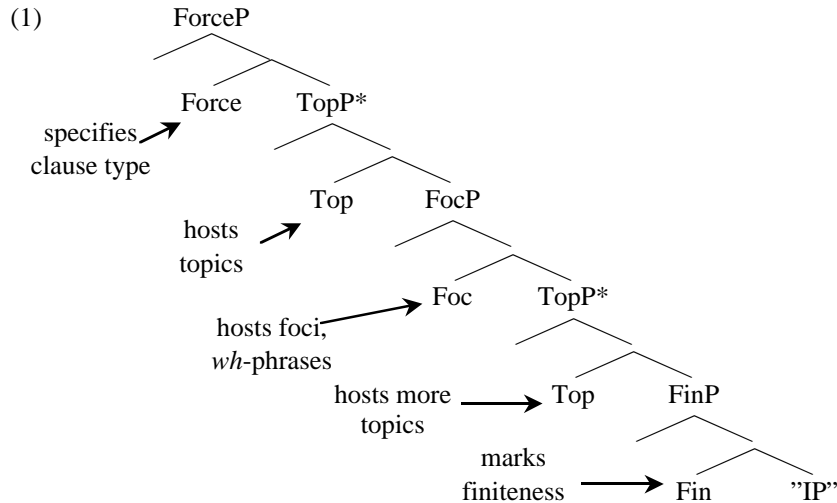 (1) ForceP
Force TopP*
specifies
clause type
Top FocP
hosts
topics
Foc TopP*
hosts foci,
wh-phrases
hosts more Top FinP
topics
marks
finiteness Fin ”IP”